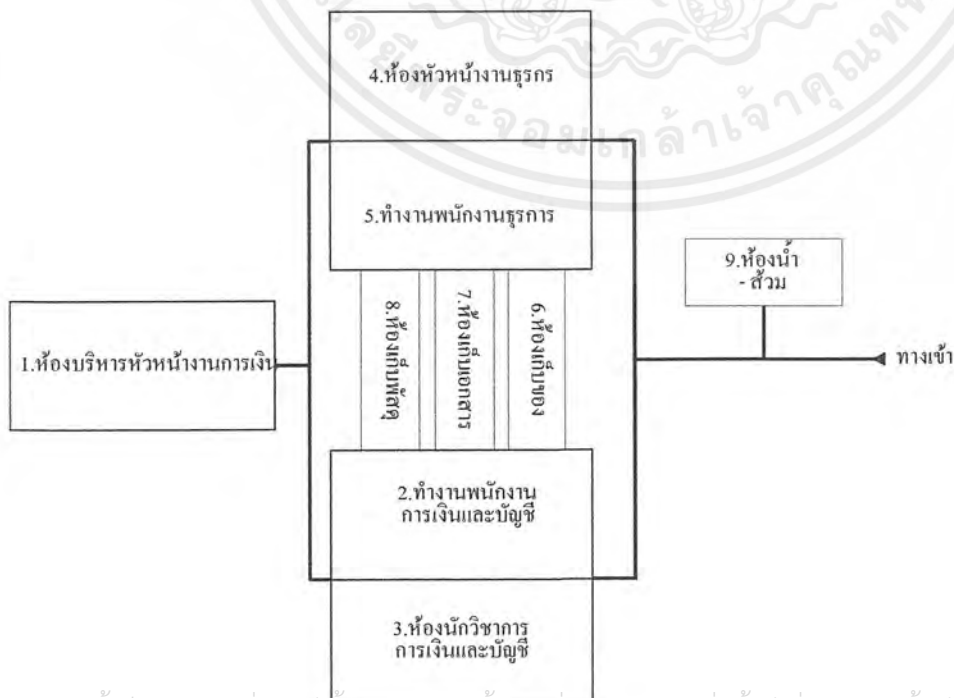 4.ห้องหัวหน้างานธุรกร
5.ทำงานพนักงานธุรการ
9.ห้องน้ำ
- ส้วม
8.ห้องเก็บพัสดุ
7.ห้องเก็บเอกสาร
6.ห้องเก็บของ
1.ห้องบริหารหัวหน้างานการเงิน
ทางเข้า
2.ทำงานพนักงาน
การเงินและบัญชี
3.ห้องนักวิชาการ
การเงินและบัญชี